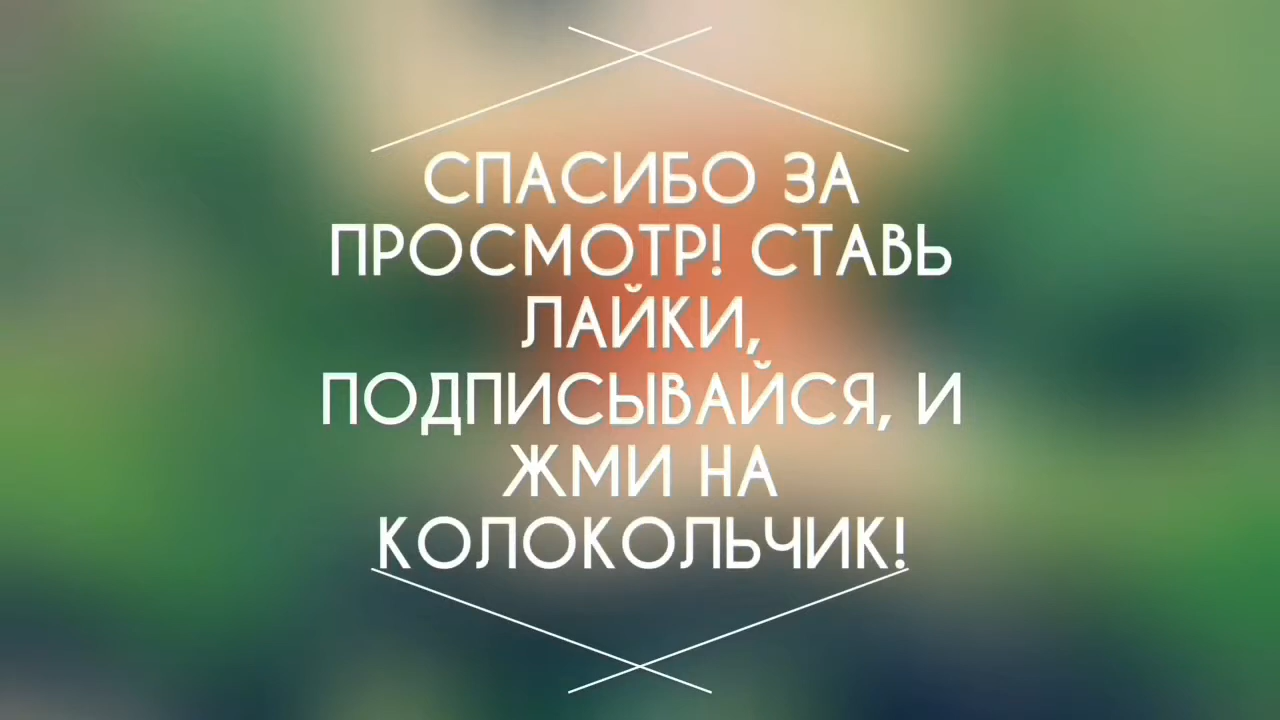 СПАСИБО ЗА
ПРОСМОТР! СТАВЬ
ЛАЙКИ,
ПОДПИСЫВАЙСЯ, И
ЖМИ НА
КОЛОКОЛЬЧИК!